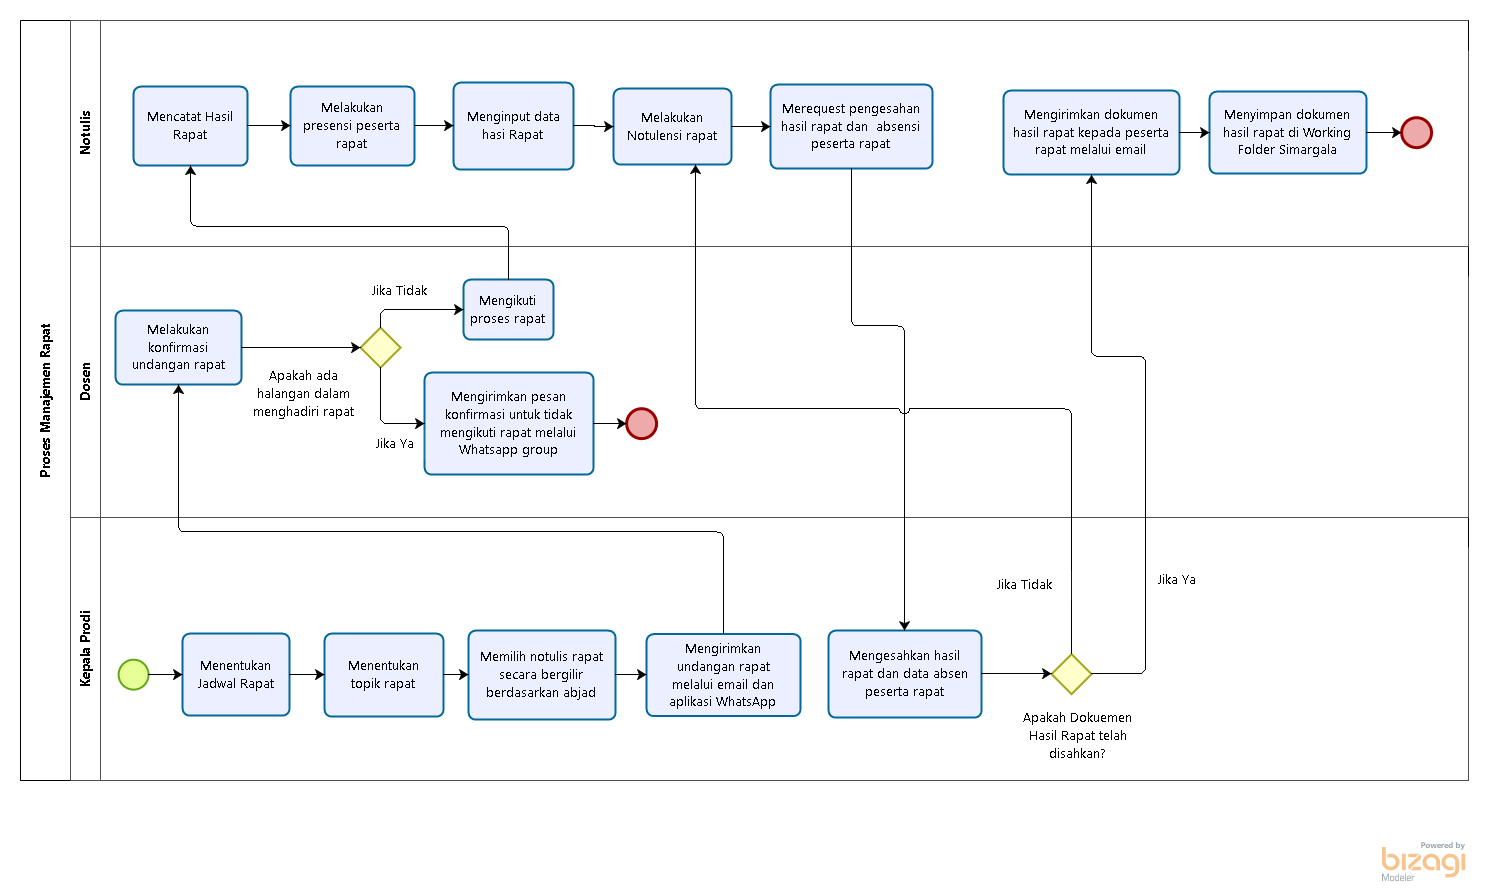 Proses Manajemen Rapat
Notulis
Mencatat Hasil
Rapat
Melakukan
presensi peserta
rapat
Menginput data
hasi Rapat
Melakukan
Notulensi rapat
Merequest pengesahan
hasil rapat dan  absensi
peserta rapat
Mengirimkan dokumen
hasil rapat kepada peserta
rapat melalui email
Menyimpan dokumen
hasil rapat di Working
Folder Simargala
Dosen
Melakukan
konfirmasi
undangan rapat
Apakah ada
halangan dalam
menghadiri rapat
Jika Tidak
Mengikuti
proses rapat
Jika Ya
Mengirimkan pesan
konfirmasi untuk tidak
mengikuti rapat melalui
Whatsapp group
Kepala Prodi
Menentukan
Jadwal Rapat
Menentukan
topik rapat
Memilih notulis rapat
secara bergilir
berdasarkan abjad
Mengirimkan
undangan rapat
melalui email dan
aplikasi WhatsApp
Mengesahkan hasil
rapat dan data absen
peserta rapat
Jika Tidak
Jika Ya
Apakah Dokuemen
Hasil Rapat telah
disahkan?
Powered by
bizagi
Modeler